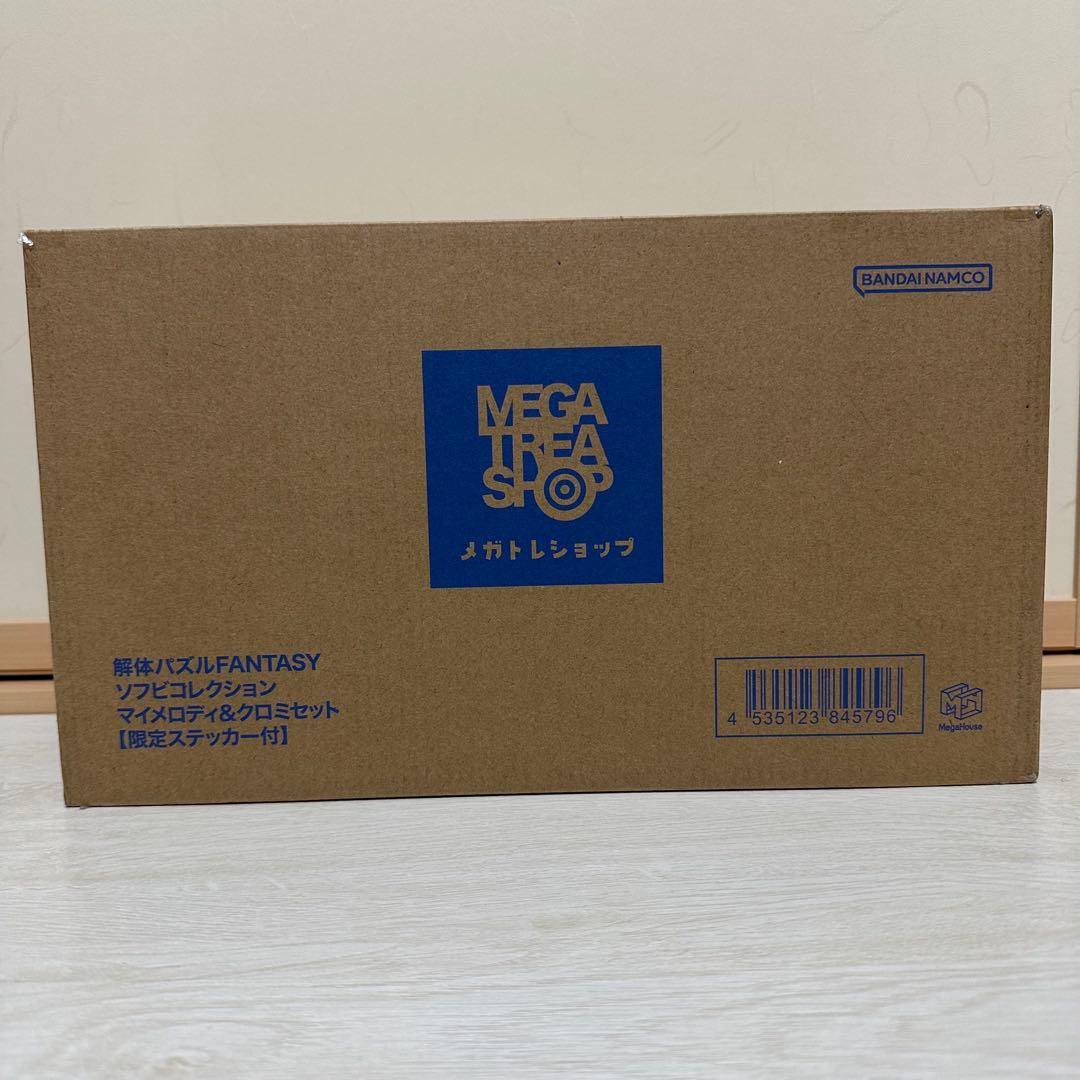 BANDAI NAMCO
MEGA
TREA
SHOP
メガトレショップ
解体パズルFANTASY
ソフビコレクション
マイメロディ&クロミセット
【限定ステッカー付】
4 535123 845796
MegaHouse